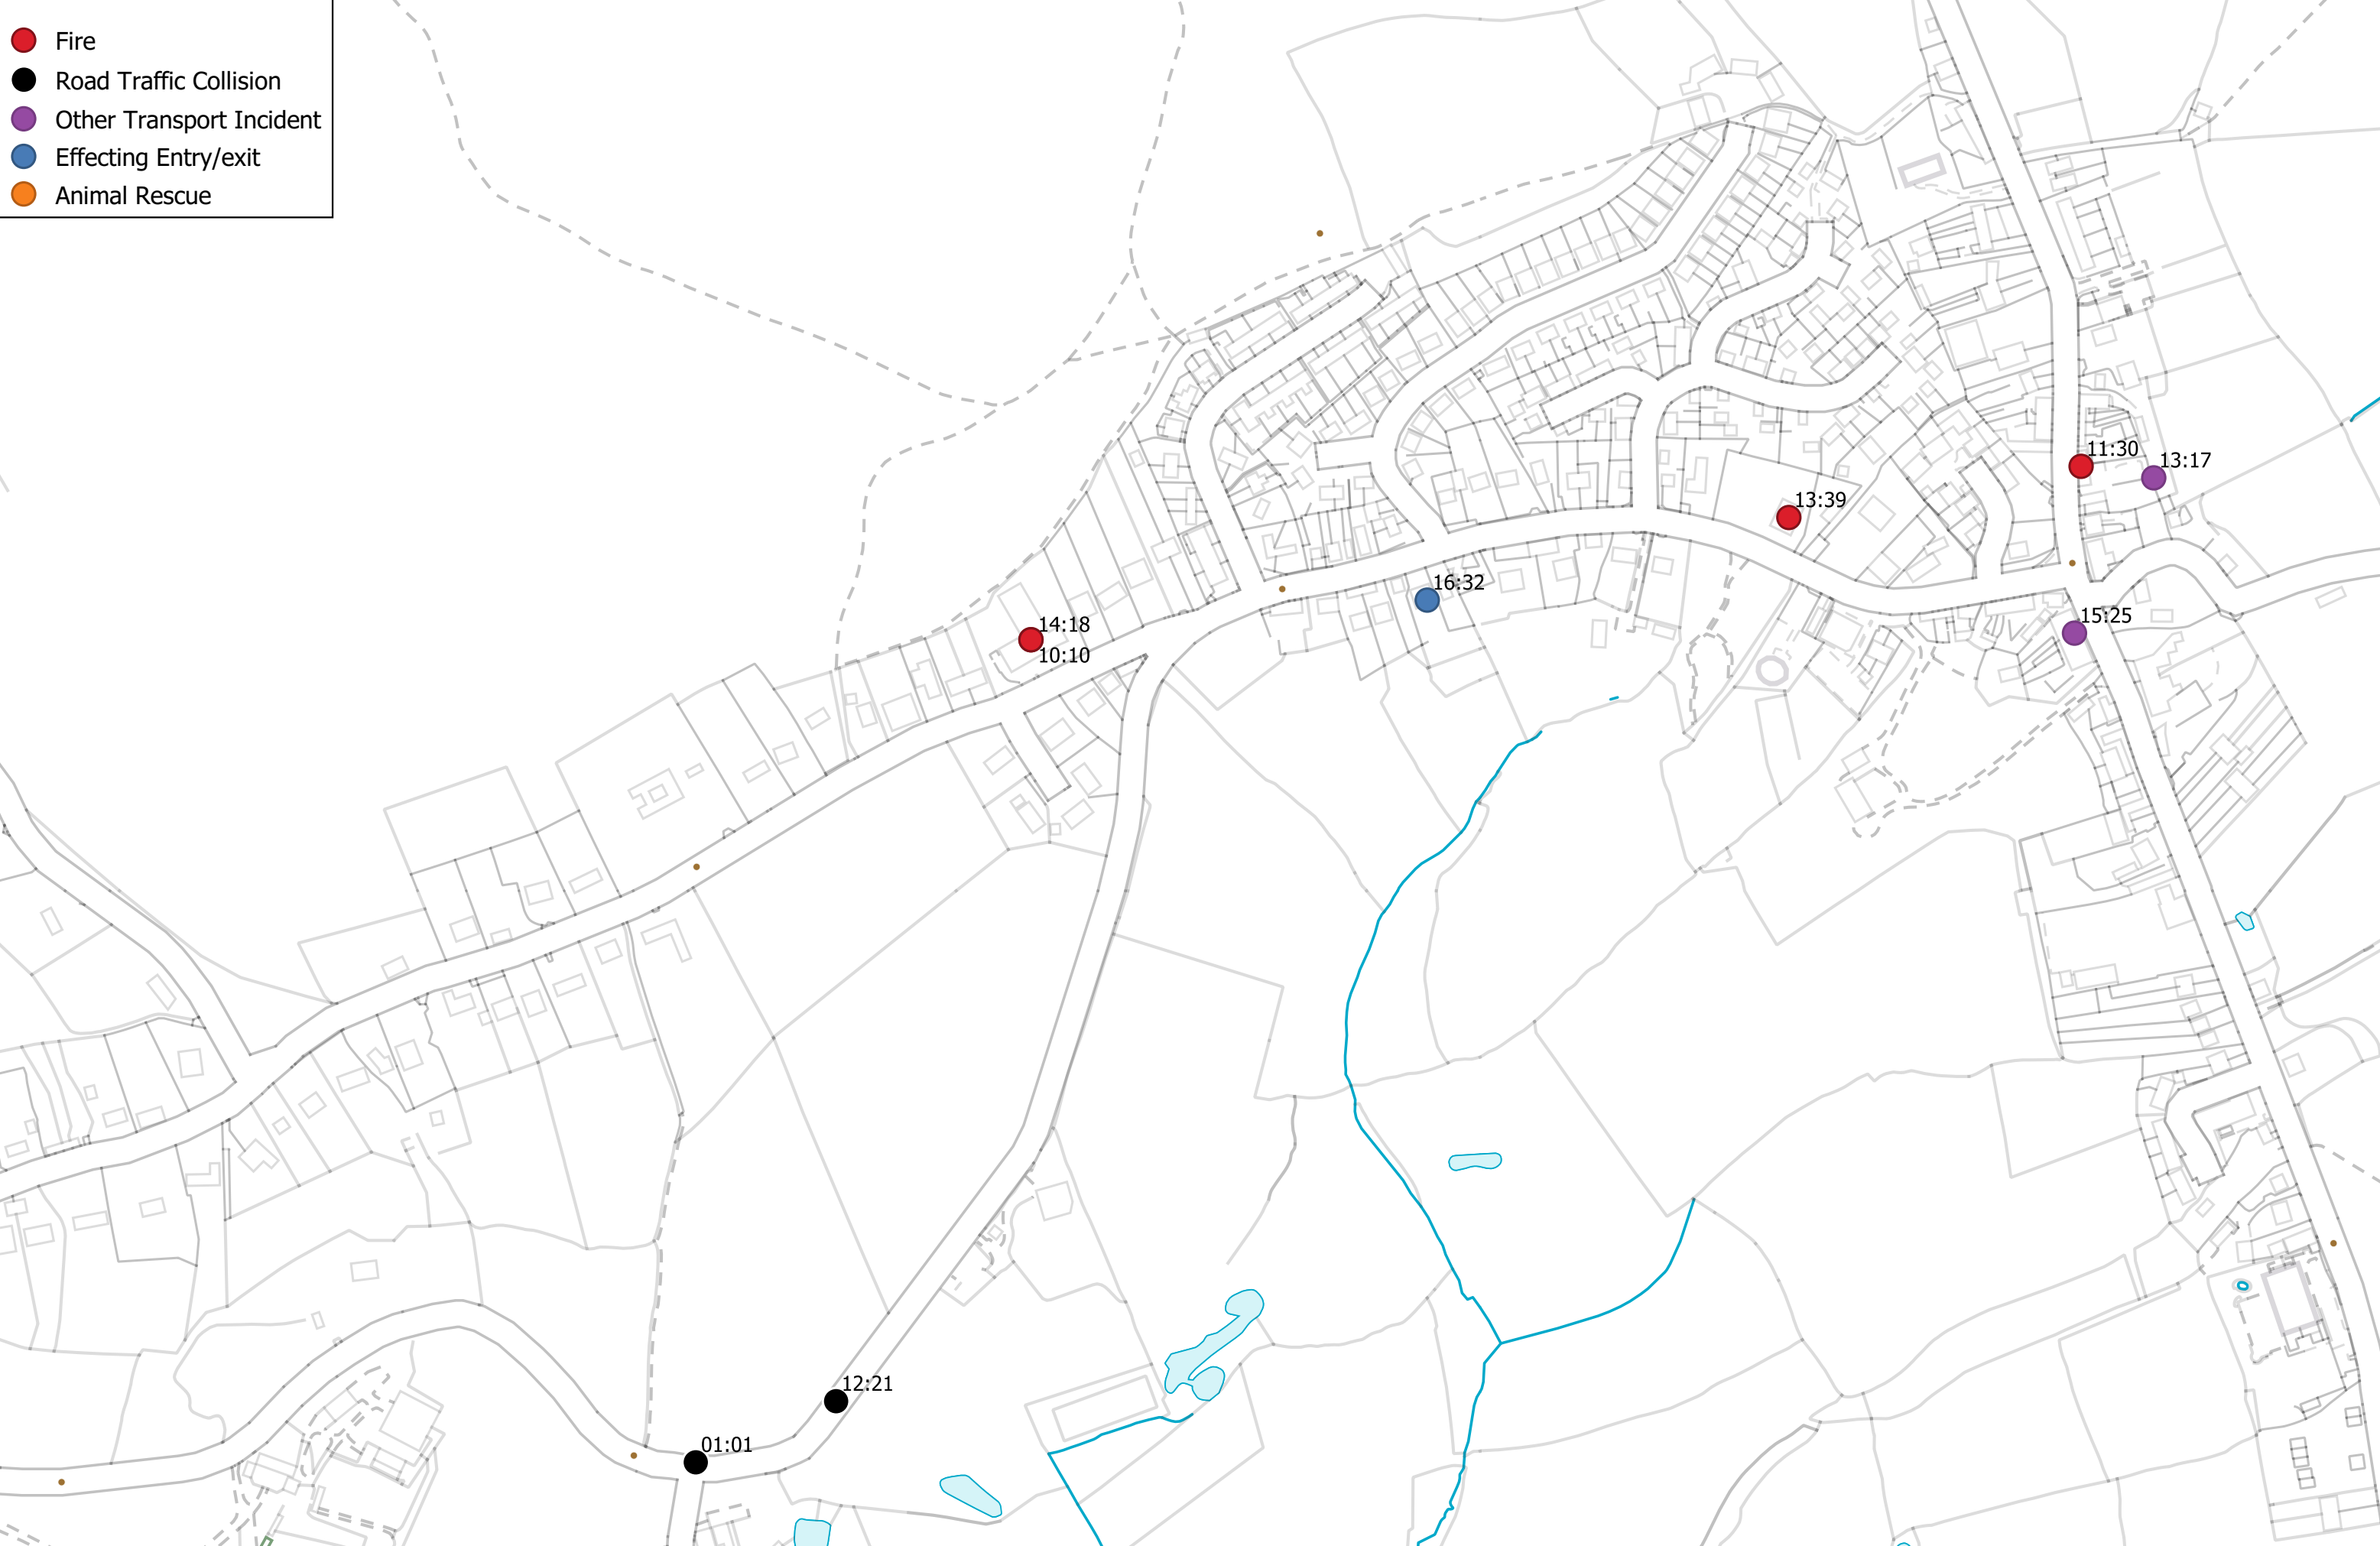 Fire
Road Traffic Collision
Other Transport Incident
Effecting Entry/exit
Animal Rescue
11:30
13:17
13:39
16:32
15:25
14:18
10:10
12:21
01:01